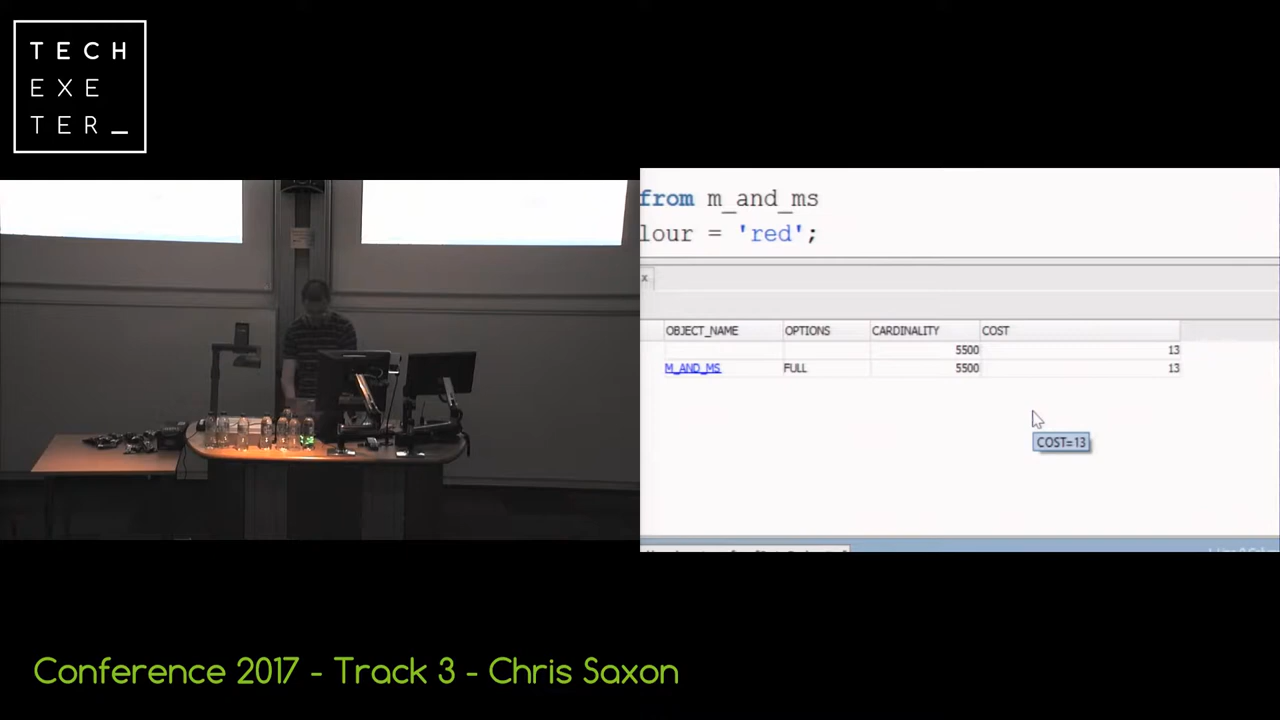 TECH
EXE
TER_
from m_and_ms
lour = 'red';
x
OBJECT_NAME OPTIONS CARDINALITY COST
5500 13
M_AND_MS FULL 5500 13
COST=13
Conference 2017 - Track 3 - Chris Saxon